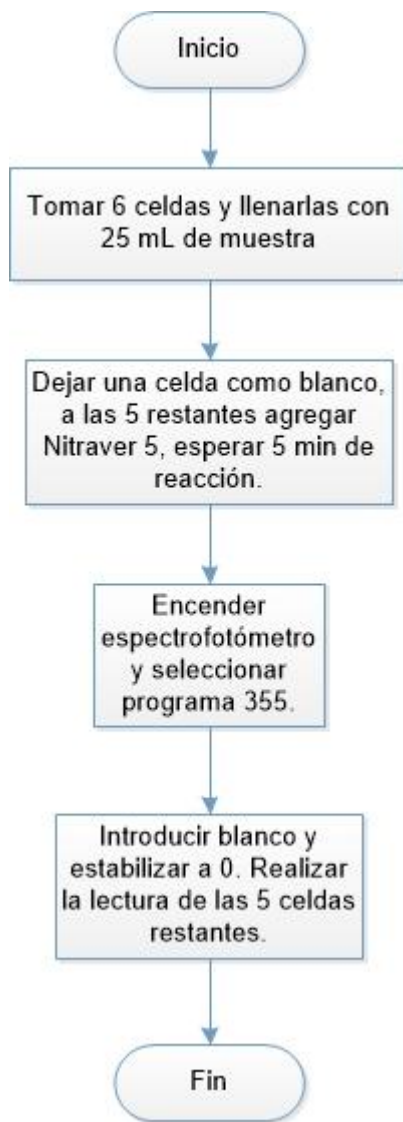 Inicio
Tomar 6 celdas y llenarlas con
25 mL de muestra
Dejar una celda como blanco,
a las 5 restantes agregar
Nitraver 5, esperar 5 min de
reacción.
Encender
espectrofotómetro
y seleccionar
programa 355.
Introducir blanco y
estabilizar a 0. Realizar
la lectura de las 5 celdas
restantes.
Fin